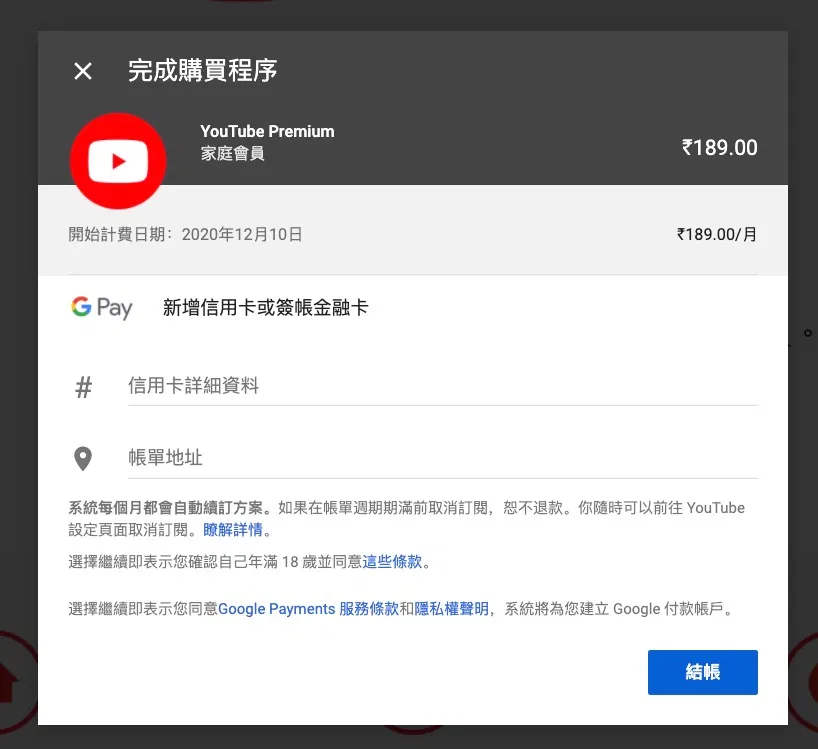 完成購買程序
YouTube Premium
家庭會員
₹189.00
開始計費日期：2020年12月10日
₹189.00/月
G Pay
新增信用卡或簽帳金融卡
#
信用卡詳細資料
帳單地址
系統每個月都會自動續訂方案。如果在帳單週期期滿前取消訂閱，恕不退款。你隨時可以前往 YouTube
設定頁面取消訂閱。瞭解詳情。
選擇繼續即表示您確認自己年滿 18 歲並同意這些條款。
選擇繼續即表示您同意Google Payments 服務條款和隱私權聲明，系統將為您建立 Google 付款帳戶。
結帳